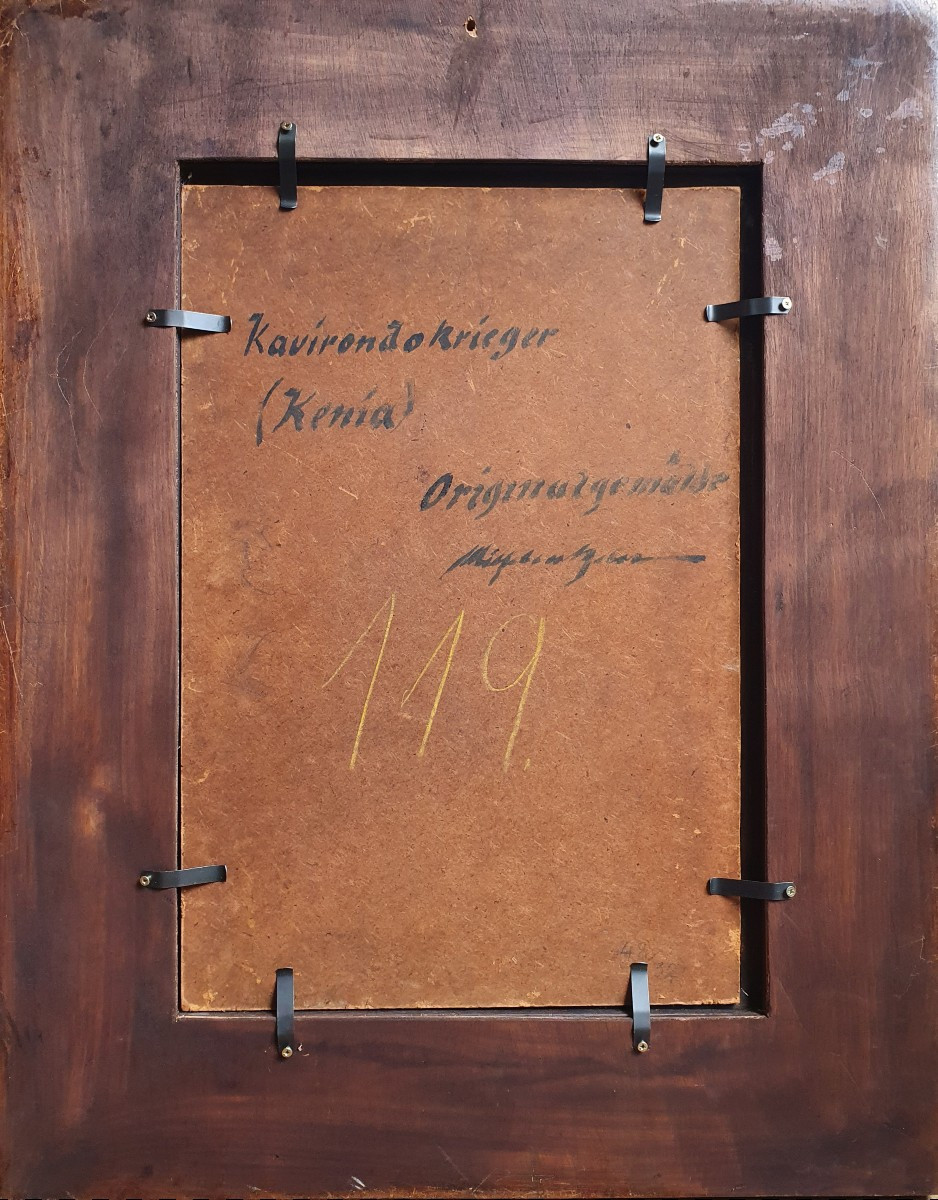 Kavirondokrieger
(Kenia)
Originalgemälde
119.